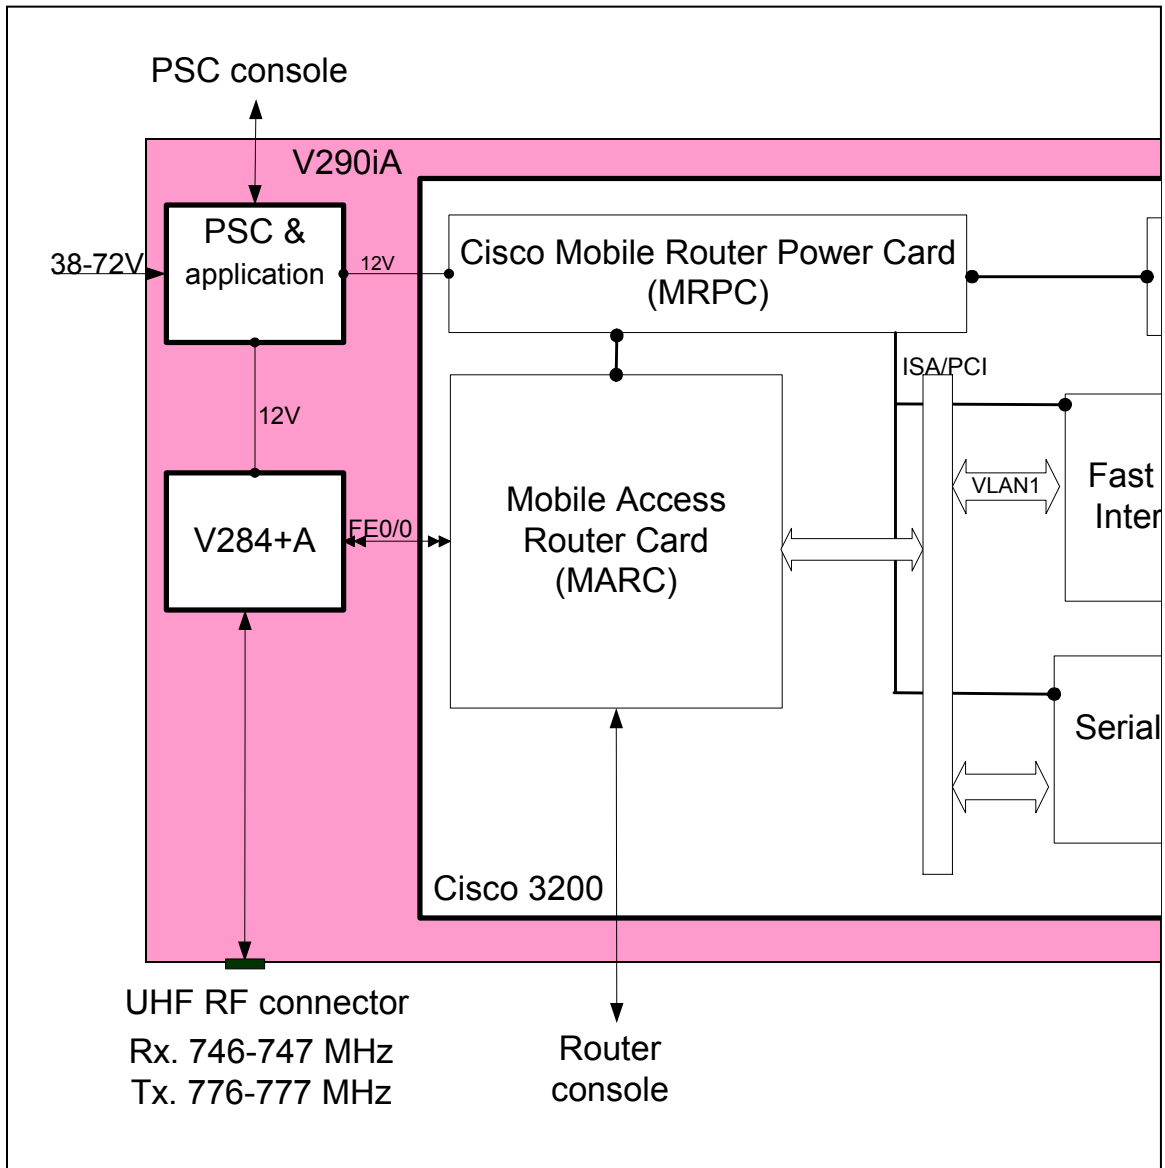 PSC console
V290iA
PSC &
application
38-72V
12V
Cisco Mobile Router Power Card
(MRPC)
ISA/PCI
12V
Mobile Access
Router Card
(MARC)
V284+A
FE0/0
VLAN1
Fast
Inter
Serial
Cisco 3200
UHF RF connector
Rx. 746-747 MHz
Tx. 776-777 MHz
Router
console